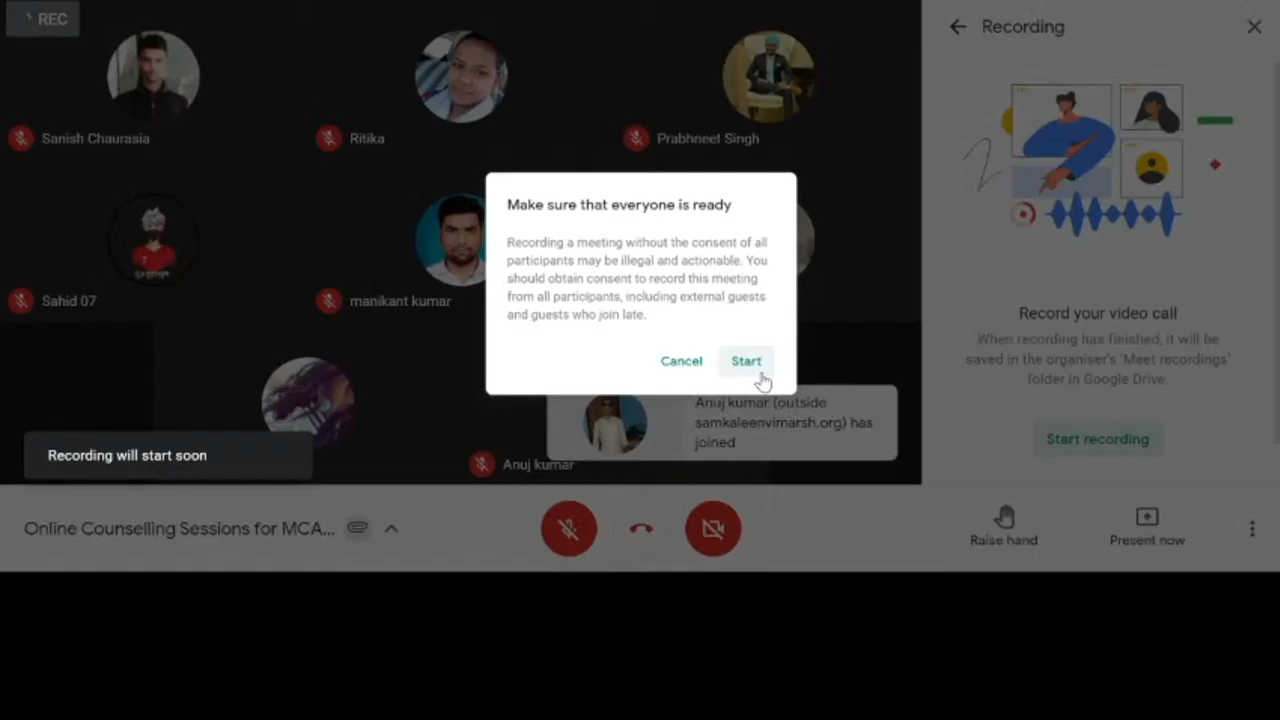 REC
Recording
Sanish Chaurasia
Ritika
Prabhneet Singh
Make sure that everyone is ready
Recording a meeting without the consent of all
participants may be illegal and actionable. You
should obtain consent to record this meeting
from all participants, including external guests
and guests who join late.
Cancel
Start
Sahid 07
manikant kumar
Record your video call
When recording has finished, it will be
saved in the organiser's 'Meet recordings'
folder in Google Drive.
Start recording
Anuj kumar (outside
samkaleenvimarsh.org) has
joined
Recording will start soon
Anuj kumar
Online Counselling Sessions for MCA...
Raise hand
Present now